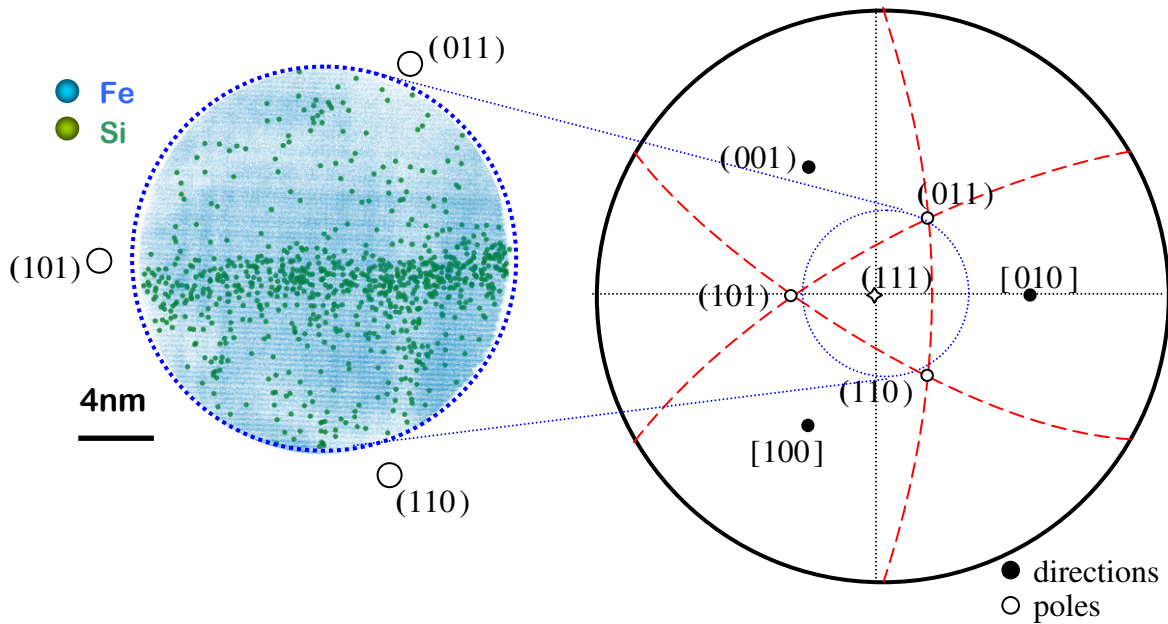 (011)
Fe
Si
(101)
4nm
(110)
(001)
(011)
(101)
(111)
[010]
(110)
[100]
directions
poles